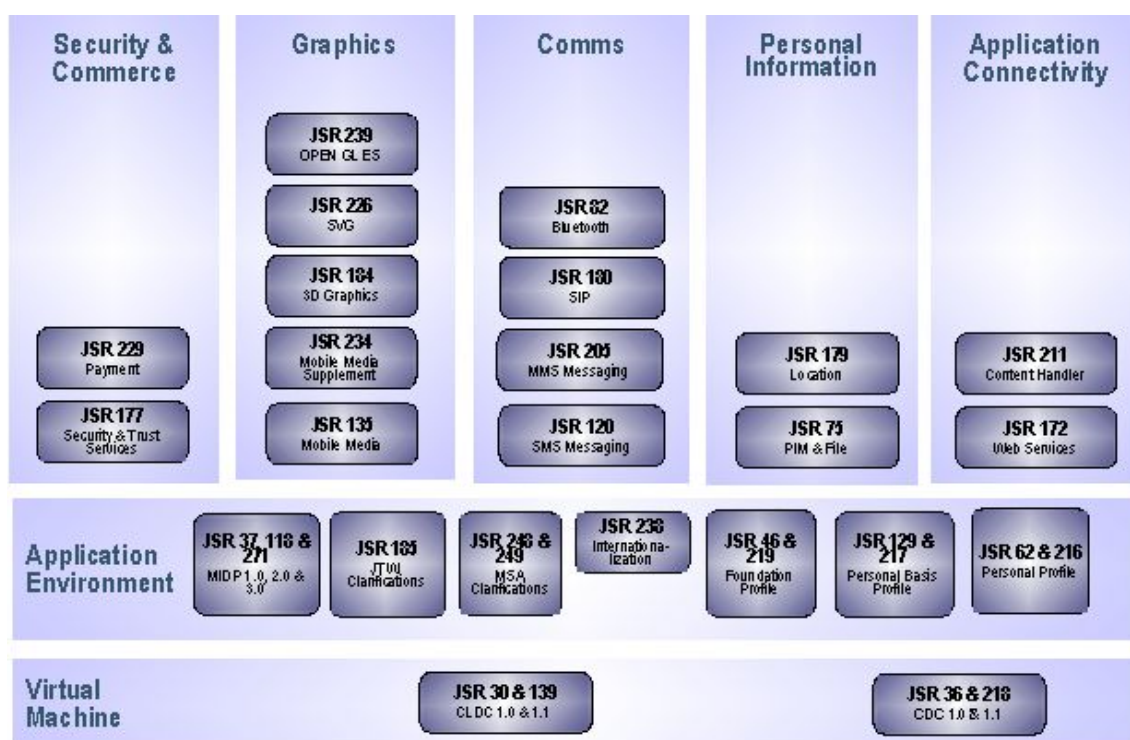 Security &
Commerce
Graphics
Comms
Personal
Information
Application
Connectivity
JSR 239
OPEN GL ES
JSR 226
SVG
JSR 184
3D Graphics
JSR 234
Mobile Media
Supplement
JSR 135
Mobile Media
JSR 82
Bluetooth
JSR 180
SIP
JSR 205
MMS Messaging
JSR 120
SMS Messaging
JSR 229
Payment
JSR 177
Security & Trust
Services
JSR 179
Location
JSR 75
PIM & File
JSR 211
Content Handler
JSR 172
Web Services
Application
Environment
JSR 37, 118 &
271
MIDP 1.0, 2.0 &
3.0
JSR 185
JTWI
Clarifications
JSR 248 &
249
MSA
Clarifications
JSR 238
Internationa-
lization
JSR 46 &
219
Foundation
Profile
JSR 129 &
217
Personal Basis
Profile
JSR 62 & 216
Personal Profile
Virtual
Machine
JSR 30 & 139
CLDC 1.0 & 1.1
JSR 36 & 218
CDC 1.0 & 1.1